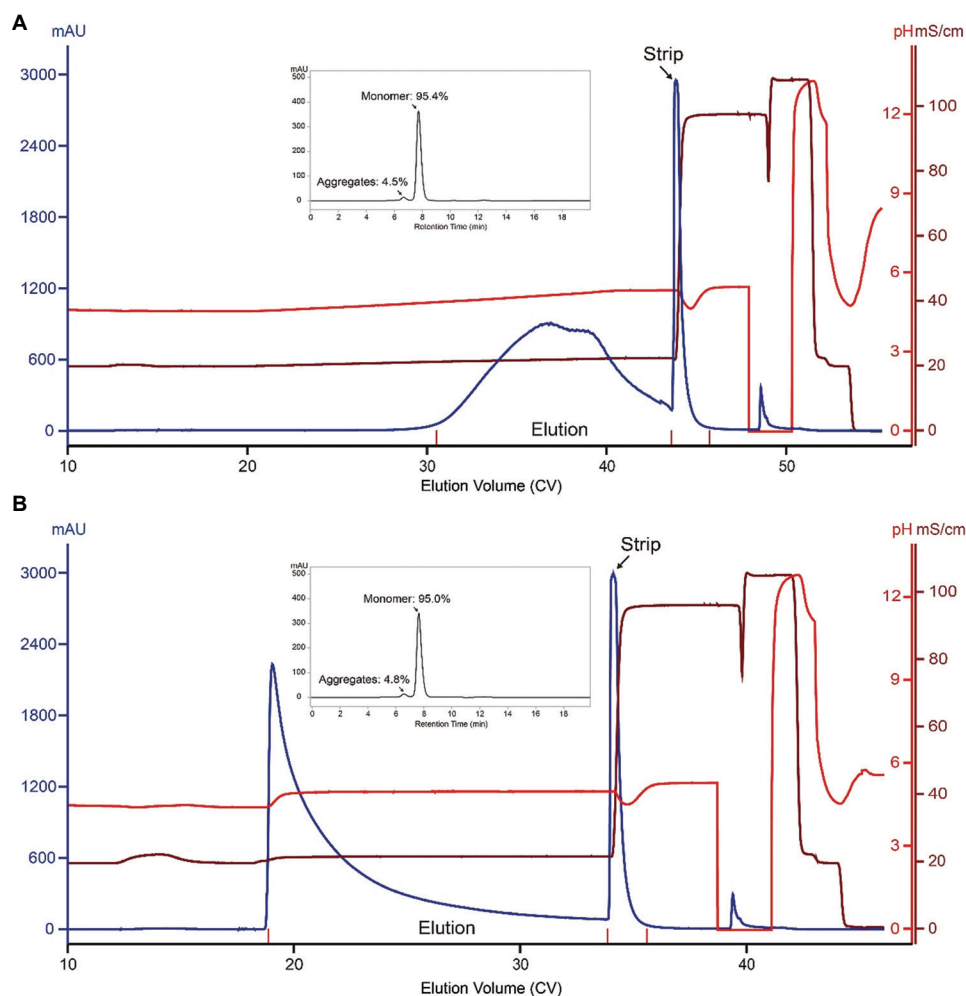 A
mAU
pH mS/cm
Strip
3000
2400
1800
1200
600
0
12
9
6
3
0
100
80
60
40
20
0
mAU
500
400
300
200
100
0
Monomer: 95.4%
Aggregates: 4.5%
0 2 4 6 8 10 12 14 16 18
Retention Time (min)
Elution
10 20 30 40 50
Elution Volume (CV)
B
mAU
pH mS/cm
Strip
3000
2400
1800
1200
600
0
12
9
6
3
0
100
80
60
40
20
0
mAU
500
400
300
200
100
0
Monomer: 95.0%
Aggregates: 4.8%
0 2 4 6 8 10 12 14 16 18
Retention Time (min)
Elution
10 20 30 40
Elution Volume (CV)